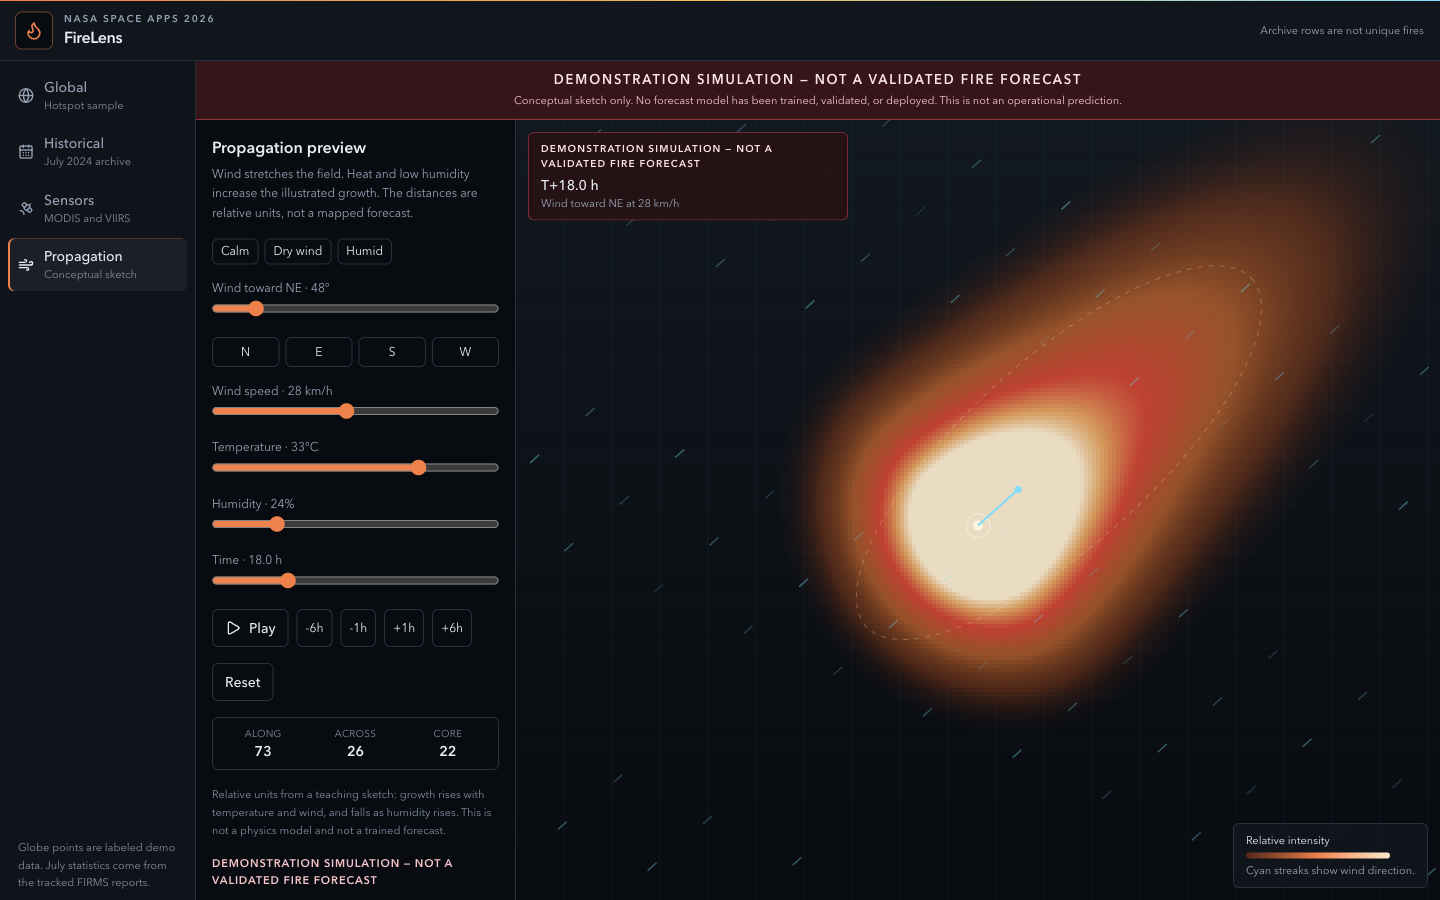 NASA SPACE APPS 2026
FireLens
Archive rows are not unique fires
Global
Hotspot sample
Historical
July 2024 archive
Sensors
MODIS and VIIRS
Propagation
Conceptual sketch
Globe points are labeled demo
data. July statistics come from
the tracked FIRMS reports.
DEMONSTRATION SIMULATION — NOT A VALIDATED FIRE FORECAST
Conceptual sketch only. No forecast model has been trained, validated, or deployed. This is not an operational prediction.
Propagation preview
Wind stretches the field. Heat and low humidity
increase the illustrated growth. The distances are
relative units, not a mapped forecast.
Calm Dry wind Humid
Wind toward NE · 48°
N E S W
Wind speed · 28 km/h
Temperature · 33°C
Humidity · 24%
Time · 18.0 h
Play -6h -1h +1h +6h
Reset
ALONG ACROSS CORE
73 26 22
Relative units from a teaching sketch: growth rises with
temperature and wind, and falls as humidity rises. This is
not a physics model and not a trained forecast.
DEMONSTRATION SIMULATION — NOT A
VALIDATED FIRE FORECAST
DEMONSTRATION SIMULATION — NOT A
VALIDATED FIRE FORECAST
T+18.0 h
Wind toward NE at 28 km/h
Relative intensity
Cyan streaks show wind direction.